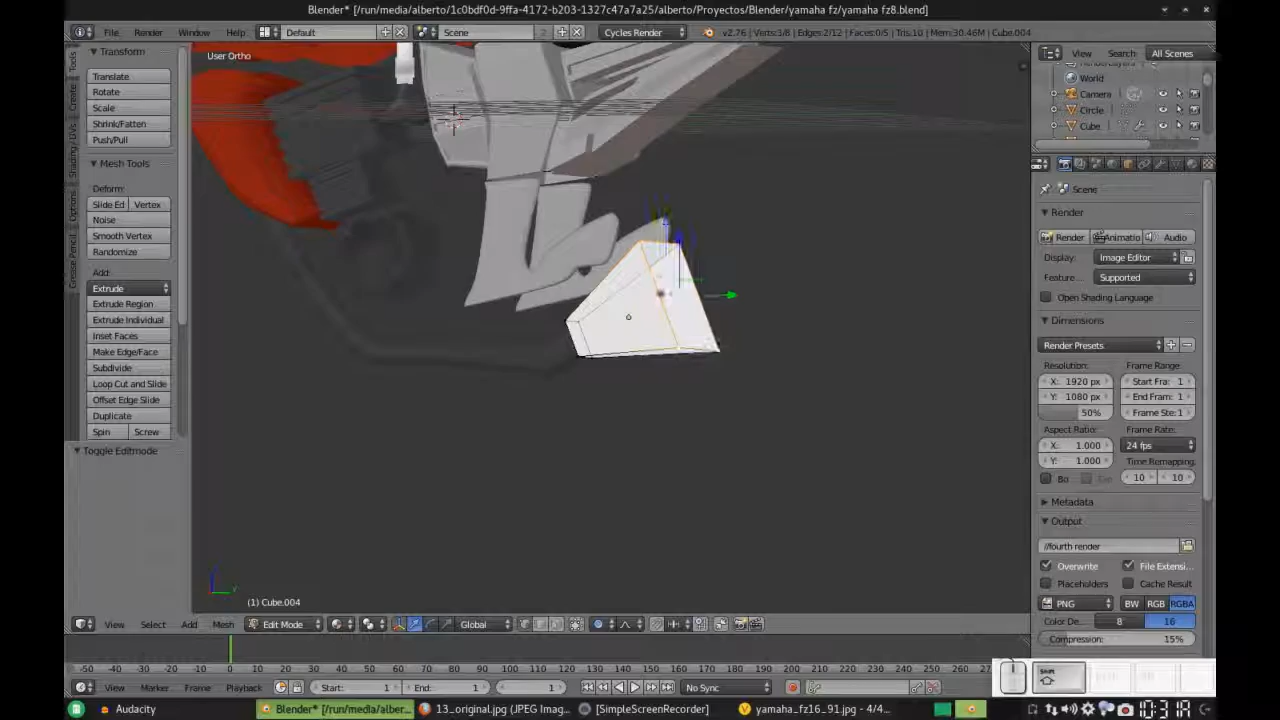 Blender* [/run/media/alberto/1c0bdf0d-9ffa-4172-b203-1327c47a7a25/alberto/Proyectos/Blender/yamaha fz/yamaha fz8.blend]
File Render Window Help Default Scene 2 Cycles Render v2.76 | Verts:3/8 | Edges:2/12 | Faces:0/5 | Tris:10 | Mem:30.46M | Cube.004
Transform
User Ortho
View Search: All Scenes
World
Camera
Circle
Cube
Translate
Rotate
Scale
Shrink/Fatten
Push/Pull
Mesh Tools
Deform:
Slide Ed Vertex
Noise
Smooth Vertex
Randomize
Add:
Extrude
Extrude Region
Extrude Individual
Inset Faces
Make Edge/Face
Subdivide
Loop Cut and Slide
Offset Edge Slide
Duplicate
Spin Screw
Toggle Editmode
Tools
Create
Shading / UVs
Options
Grease Pencil
Scene
Render
Render Animatio Audio
Display: Image Editor
Feature... Supported
Open Shading Language
Dimensions
Render Presets
Resolution: Frame Range:
X: 1920 px Start Fra: 1
Y: 1080 px End Fram: 1
50% Frame Ste: 1
Aspect Ratio: Frame Rate:
X: 1.000 24 fps
Y: 1.000 Time Remapping:
Bo 10 10
Metadata
Output
//fourth render
Overwrite File Extensi...
Placeholders Cache Result
PNG BW RGB RGBA
Color De... 8 16
Compression: 15%
(1) Cube.004
View Select Add Mesh Edit Mode Global
-50 -40 -30 -20 -10 0 10 20 30 40 50 60 70 80 90 100 110 120 130 140 150 160 170 180 190 200 210 220 230 240 250 260
View Marker Frame Playback Start: 1 End: 1 1 No Sync
Shift
Audacity Blender* [/run/media/alber... 13_original.jpg (JPEG Imag... [SimpleScreenRecorder] yamaha_fz16_91.jpg - 4/4...